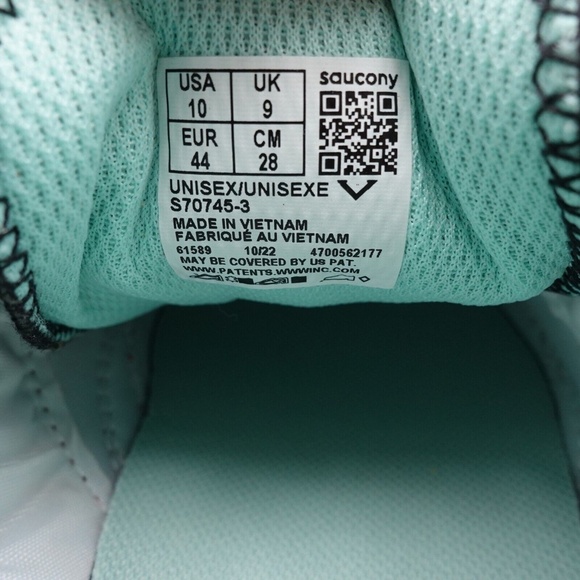 USA UK saucony
10 9
EUR CM
44 28
UNISEX/UNISEXE
S70745-3
MADE IN VIETNAM
FABRIQUÉ AU VIETNAM
61589 10/22 4700562177
MAY BE COVERED BY US PAT.
WWW.PATENTS.WWWINC.COM